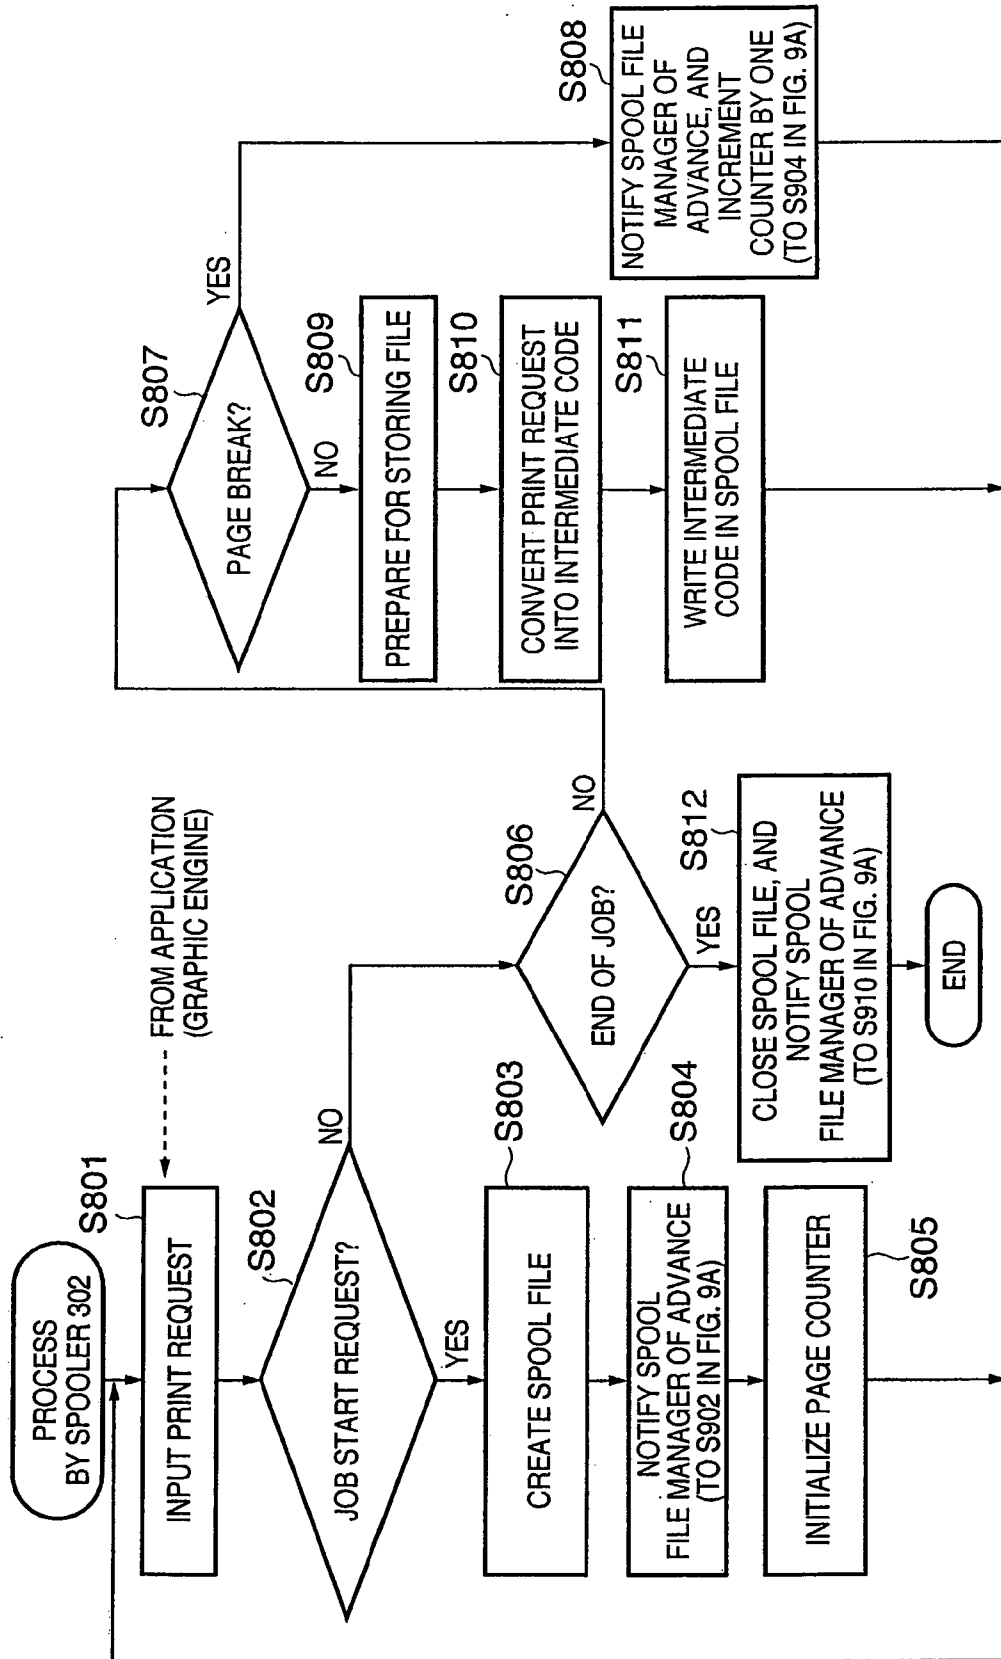 PROCESS
BY SPOOLER 302
S801
FROM APPLICATION
(GRAPHIC ENGINE)
INPUT PRINT REQUEST
S802
JOB START REQUEST?
NO
YES
S803
CREATE SPOOL FILE
S804
NOTIFY SPOOL
FILE MANAGER OF ADVANCE
(TO S902 IN FIG. 9A)
S805
INITIALIZE PAGE COUNTER
S806
END OF JOB?
NO
YES
S812
CLOSE SPOOL FILE, AND
NOTIFY SPOOL
FILE MANAGER OF ADVANCE
(TO S910 IN FIG. 9A)
END
S807
PAGE BREAK?
YES
NO
S809
PREPARE FOR STORING FILE
S810
CONVERT PRINT REQUEST
INTO INTERMEDIATE CODE
S811
WRITE INTERMEDIATE
CODE IN SPOOL FILE
S808
NOTIFY SPOOL FILE
MANAGER OF
ADVANCE, AND
INCREMENT
COUNTER BY ONE
(TO S904 IN FIG. 9A)